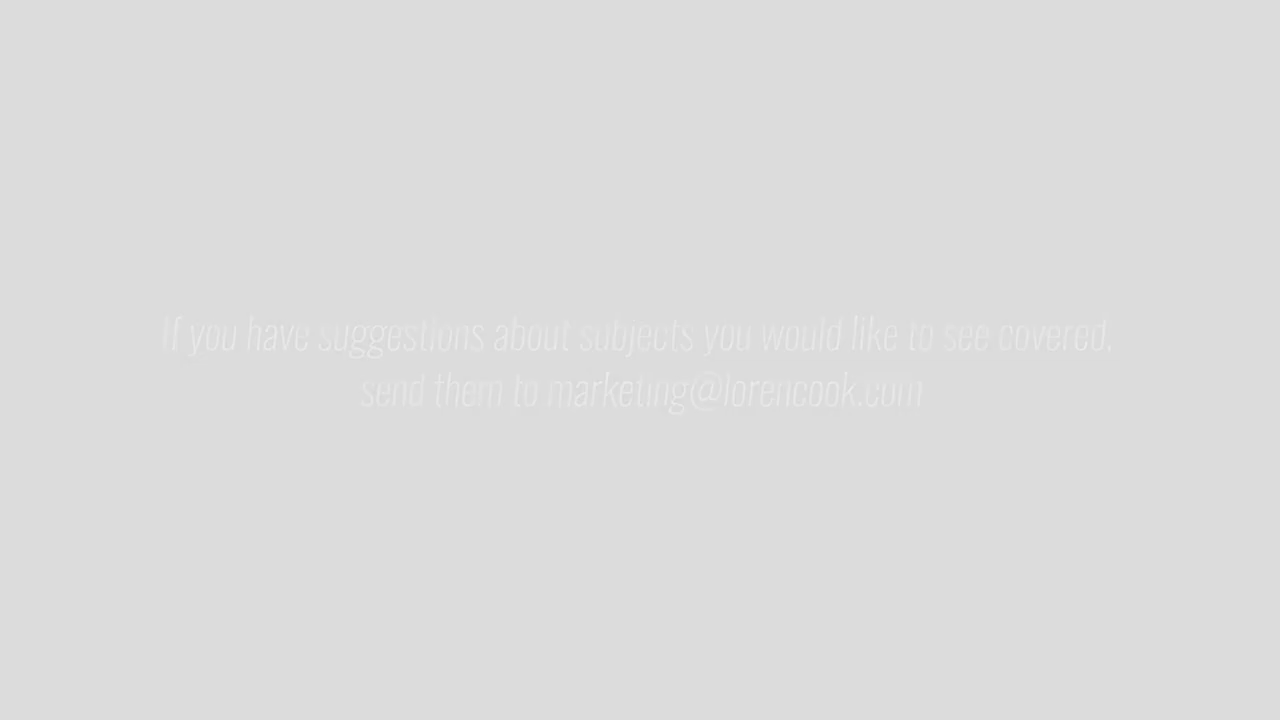 If you have suggestions about subjects you would like to see covered,
send them to marketing@lorencook.com